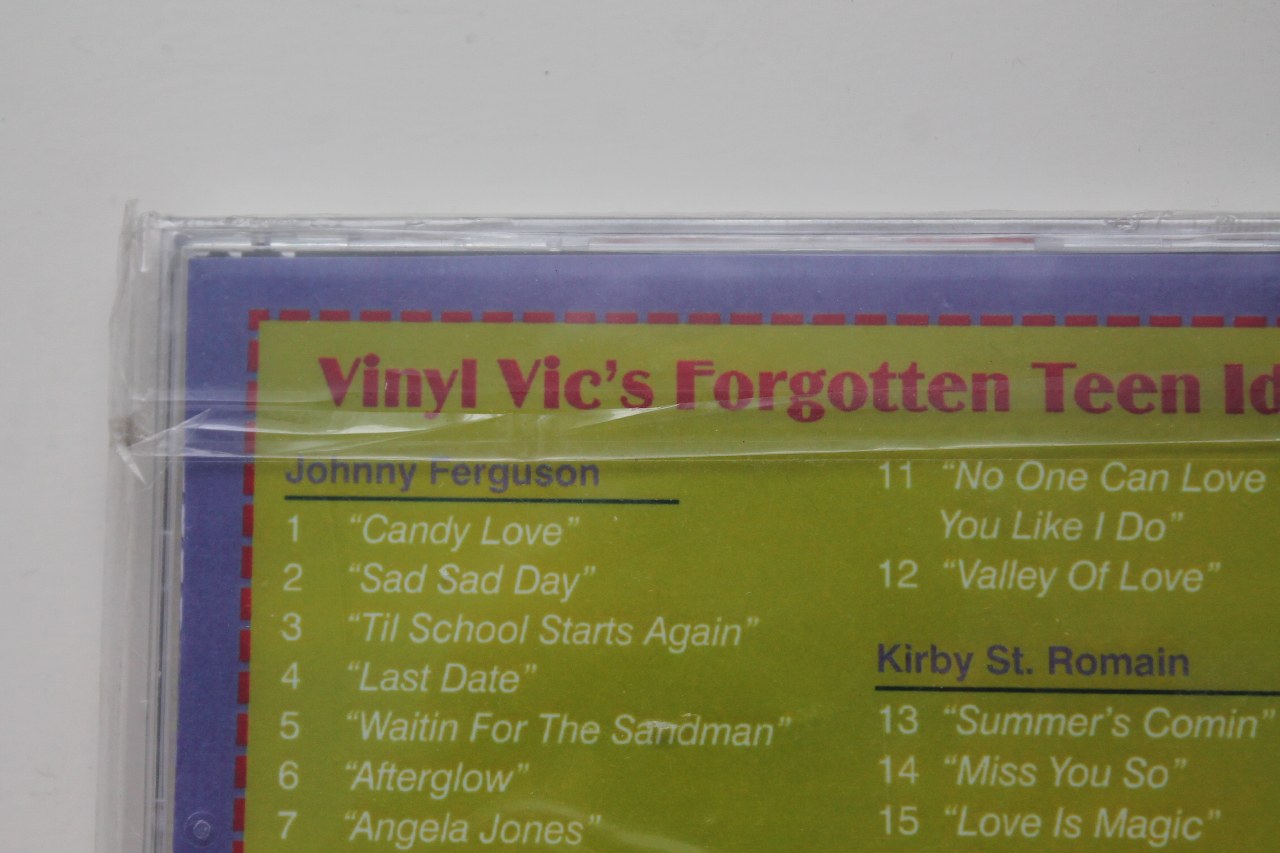 Vinyl Vic's Forgotten Teen Id
Johnny Ferguson
1 “Candy Love”
2 “Sad Sad Day”
3 “Til School Starts Again”
4 “Last Date”
5 “Waitin For The Sandman”
6 “Afterglow”
7 “Angela Jones”
11 “No One Can Love
You Like I Do”
12 “Valley Of Love”
Kirby St. Romain
13 “Summer's Comin”
14 “Miss You So”
15 “Love Is Magic”